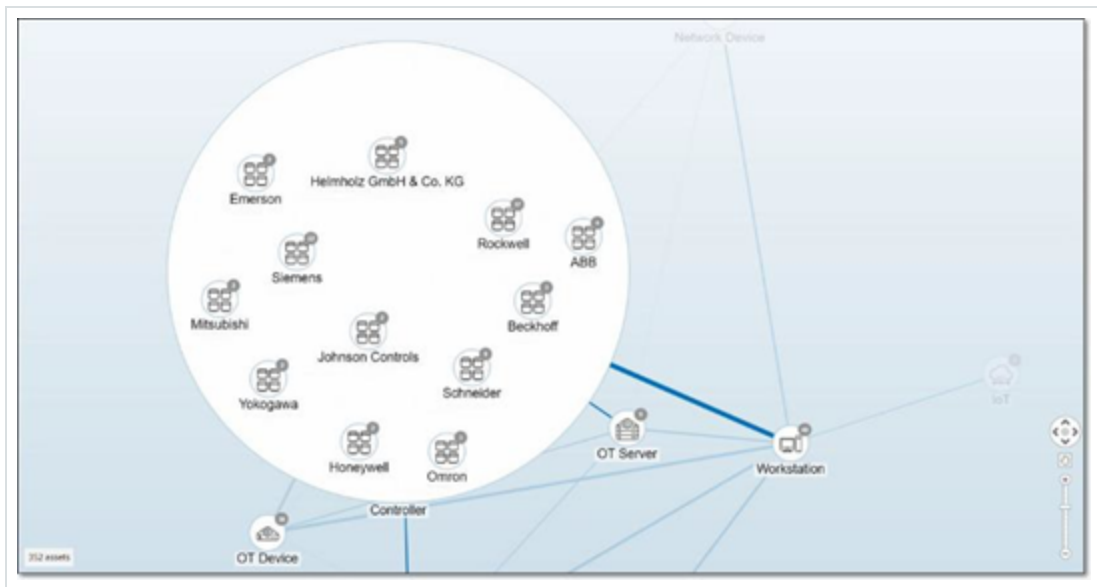 Network Device
Helmholz GmbH & Co. KG
Emerson
Rockwell
ABB
Siemens
Mitsubishi
Beckhoff
Johnson Controls
Schneider
Yokogawa
IoT
Honeywell
Omron
OT Server
Workstation
Controller
OT Device
352 assets